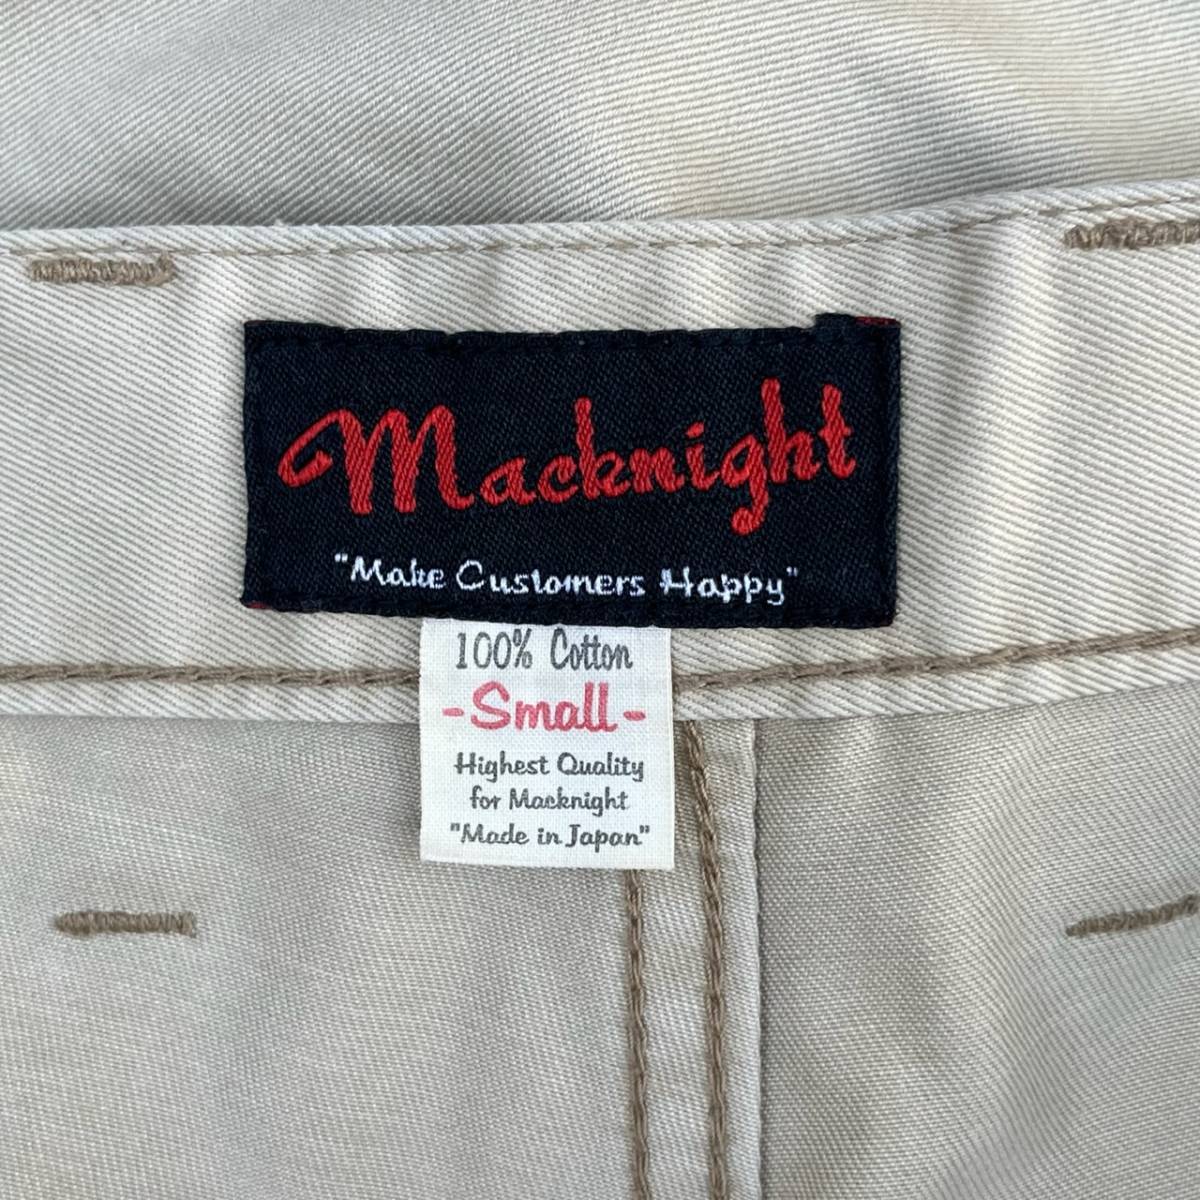 Macknight
"Make Customers Happy"
100% Cotton
-Small-
Highest Quality
for Macknight
"Made in Japan"